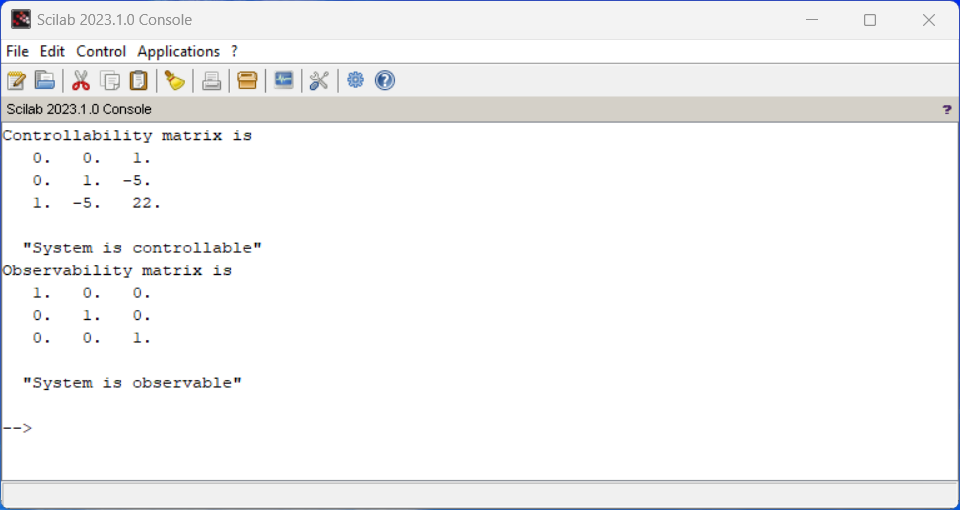 Scilab 2023.1.0 Console
File Edit Control Applications ?
Scilab 2023.1.0 Console ?
Controllability matrix is
0. 0. 1.
0. 1. -5.
1. -5. 22.
"System is controllable"
Observability matrix is
1. 0. 0.
0. 1. 0.
0. 0. 1.
"System is observable"
-->